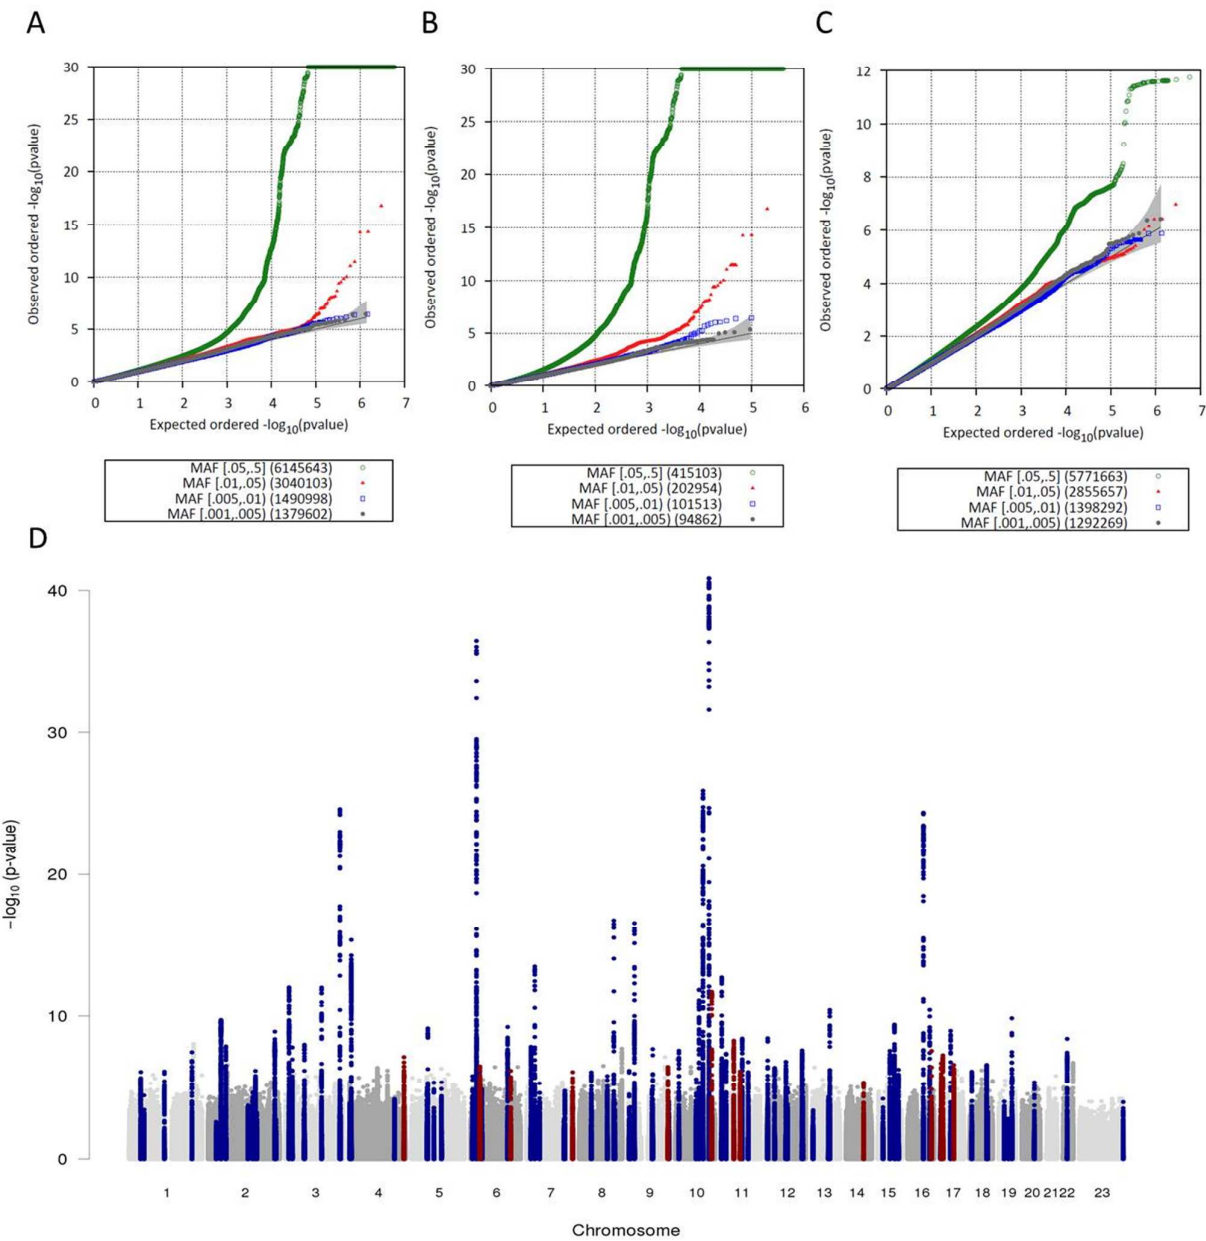 A
B
C
30
25
20
15
10
5
0
0 1 2 3 4 5 6 7
Observed ordered -log10(pvalue)
Expected ordered -log10(pvalue)
MAF [.05,.5] (6145643)
MAF [.01,.05) (3040103)
MAF [.005,.01) (1490998)
MAF [.001,.005) (1379602)
30
25
20
15
10
5
0
0 1 2 3 4 5 6
Observed ordered -log10(pvalue)
Expected ordered -log10(pvalue)
MAF [.05,.5] (415103)
MAF [.01,.05) (202954)
MAF [.005,.01) (101513)
MAF [.001,.005) (94862)
12
10
8
6
4
2
0
0 1 2 3 4 5 6 7
Observed ordered -log10(pvalue)
Expected ordered -log10(pvalue)
MAF [.05,.5] (5771663)
MAF [.01,.05) (2855657)
MAF [.005,.01) (1398292)
MAF [.001,.005) (1292269)
D
40
30
20
10
0
−log10 (p-value)
1 2 3 4 5 6 7 8 9 10 11 12 13 14 15 16 17 18 19 20 21 22 23
Chromosome